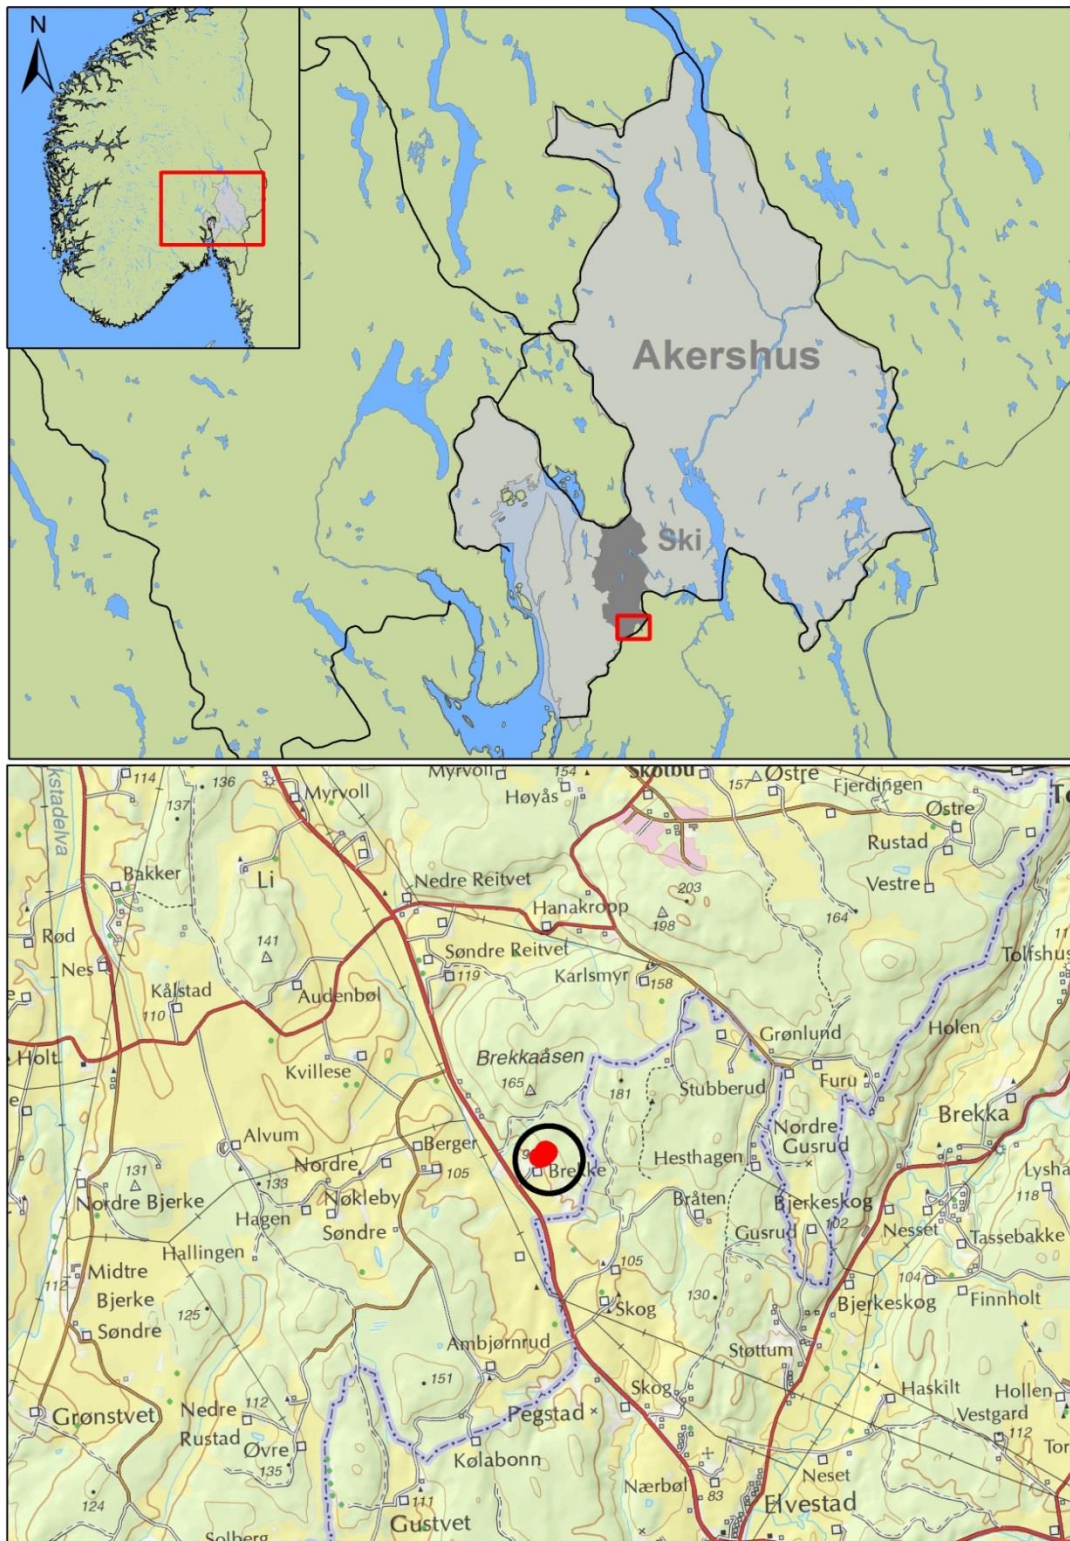 N
Akershus
Ski
114
136
Myrvoll
154
Skotbu
157
Østre
Fjerdingen
137
Myrvoll
Høyås
Østre
Rustad
Bakker
Li
Nedre Reitvet
203
Vestre
Hanakropp
198
164
Rød
141
Søndre Reitvet
Nes
119
Karlsmyr
158
Tolfshus
Kålstad
110
Audenbøl
Holen
Grønlund
Holt
Kvillese
Brekkaåsen
165
181
Stubberud
Furu
Brekka
Alvum
Berger
Nordre
Gusrud
131
133
Nordre
105
Brekke
Hesthagen
Nordre Bjerke
Nøkleby
Bråten
Bjerkeskog
118
Hagen
Søndre
Gusrud
102
Nesset
Hallingen
Tassebakke
112
Midtre
Bjerke
105
104
125
130
Bjerkeskog
Finnholt
Søndre
Skog
Ambjørnrud
Støttum
151
Skog
Haskilt
Hollen
Grønstvet
Nedre
Rustad
112
Pegstad
Vestgard
112
Øvre
135
Kølabonn
Nærbøl
83
Neset
124
111
Gustvet
Elvestad
Solberg